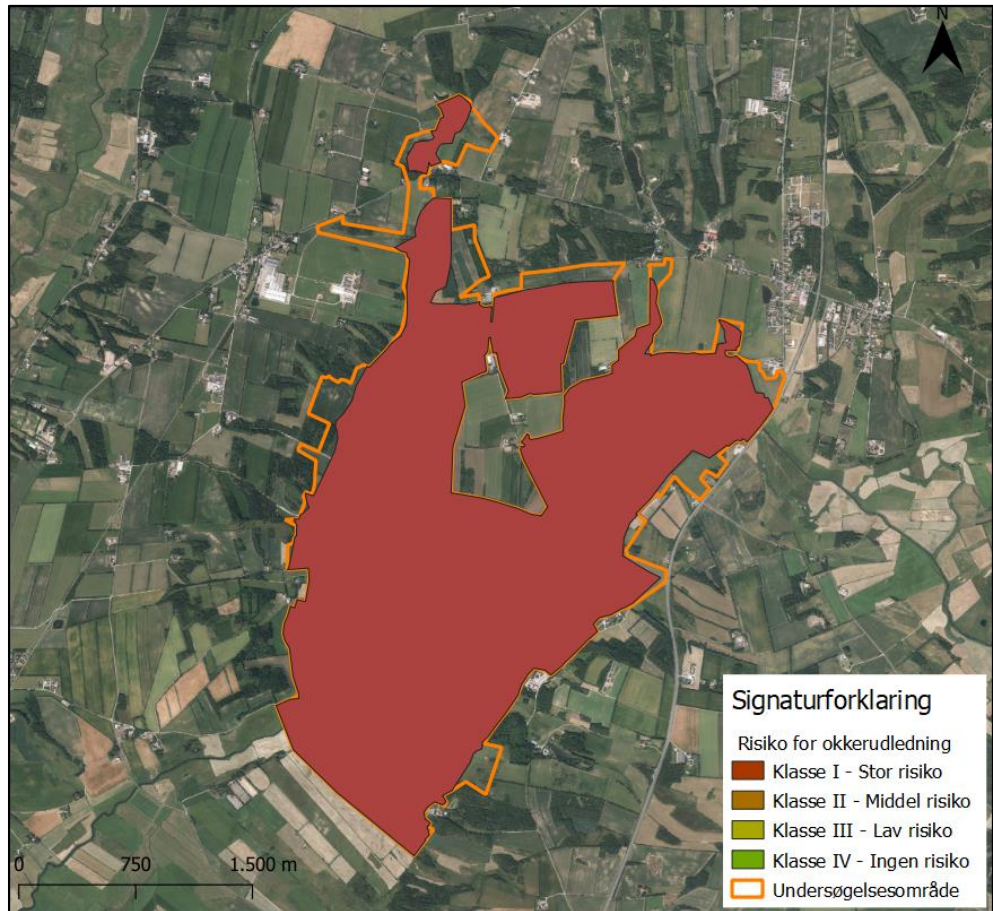 N
Signaturforklaring
Risiko for okkerudledning
Klasse I - Stor risiko
Klasse II - Middel risiko
Klasse III - Lav risiko
Klasse IV - Ingen risiko
Undersøgelsesområde
0 750 1.500 m